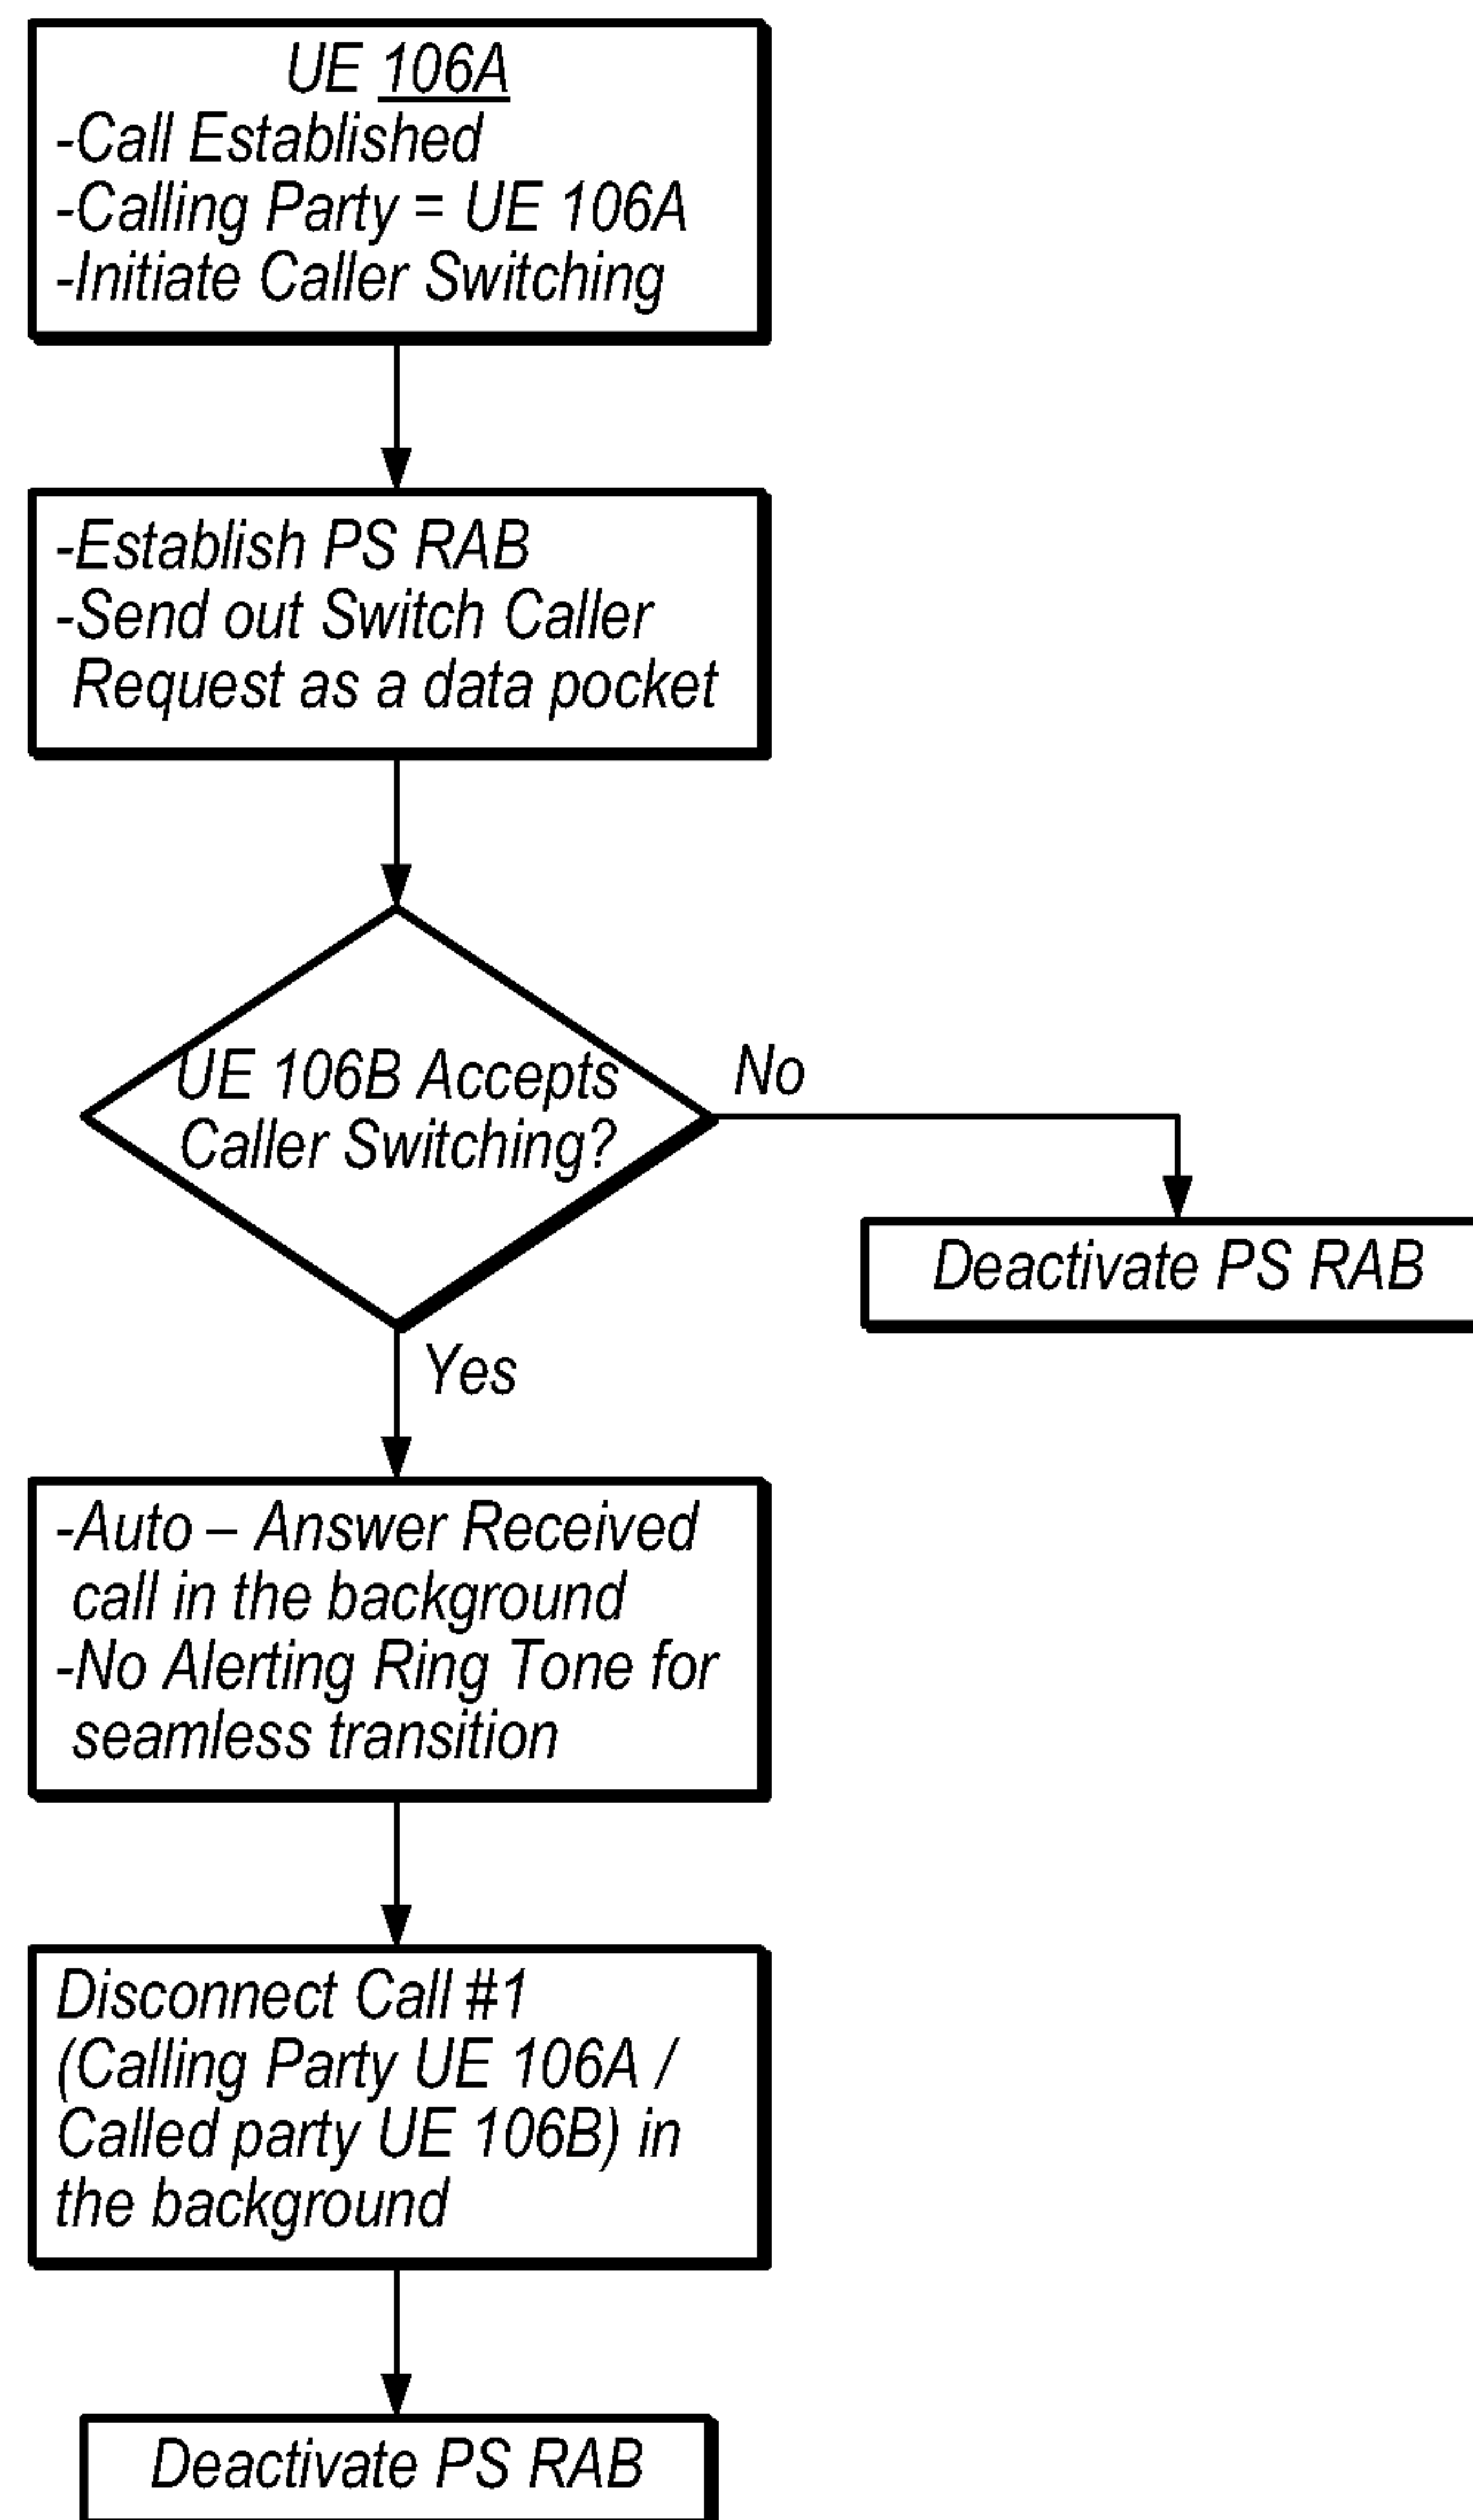 UE 106A
-Call Established
-Calling Party = UE 106A
-Initiate Caller Switching
-Establish PS RAB
-Send out Switch Caller
Request as a data pocket
UE 106B Accepts
Caller Switching?
No
Deactivate PS RAB
Yes
-Auto – Answer Received
call in the background
-No Alerting Ring Tone for
seamless transition
Disconnect Call #1
(Calling Party UE 106A /
Called party UE 106B) in
the background
Deactivate PS RAB